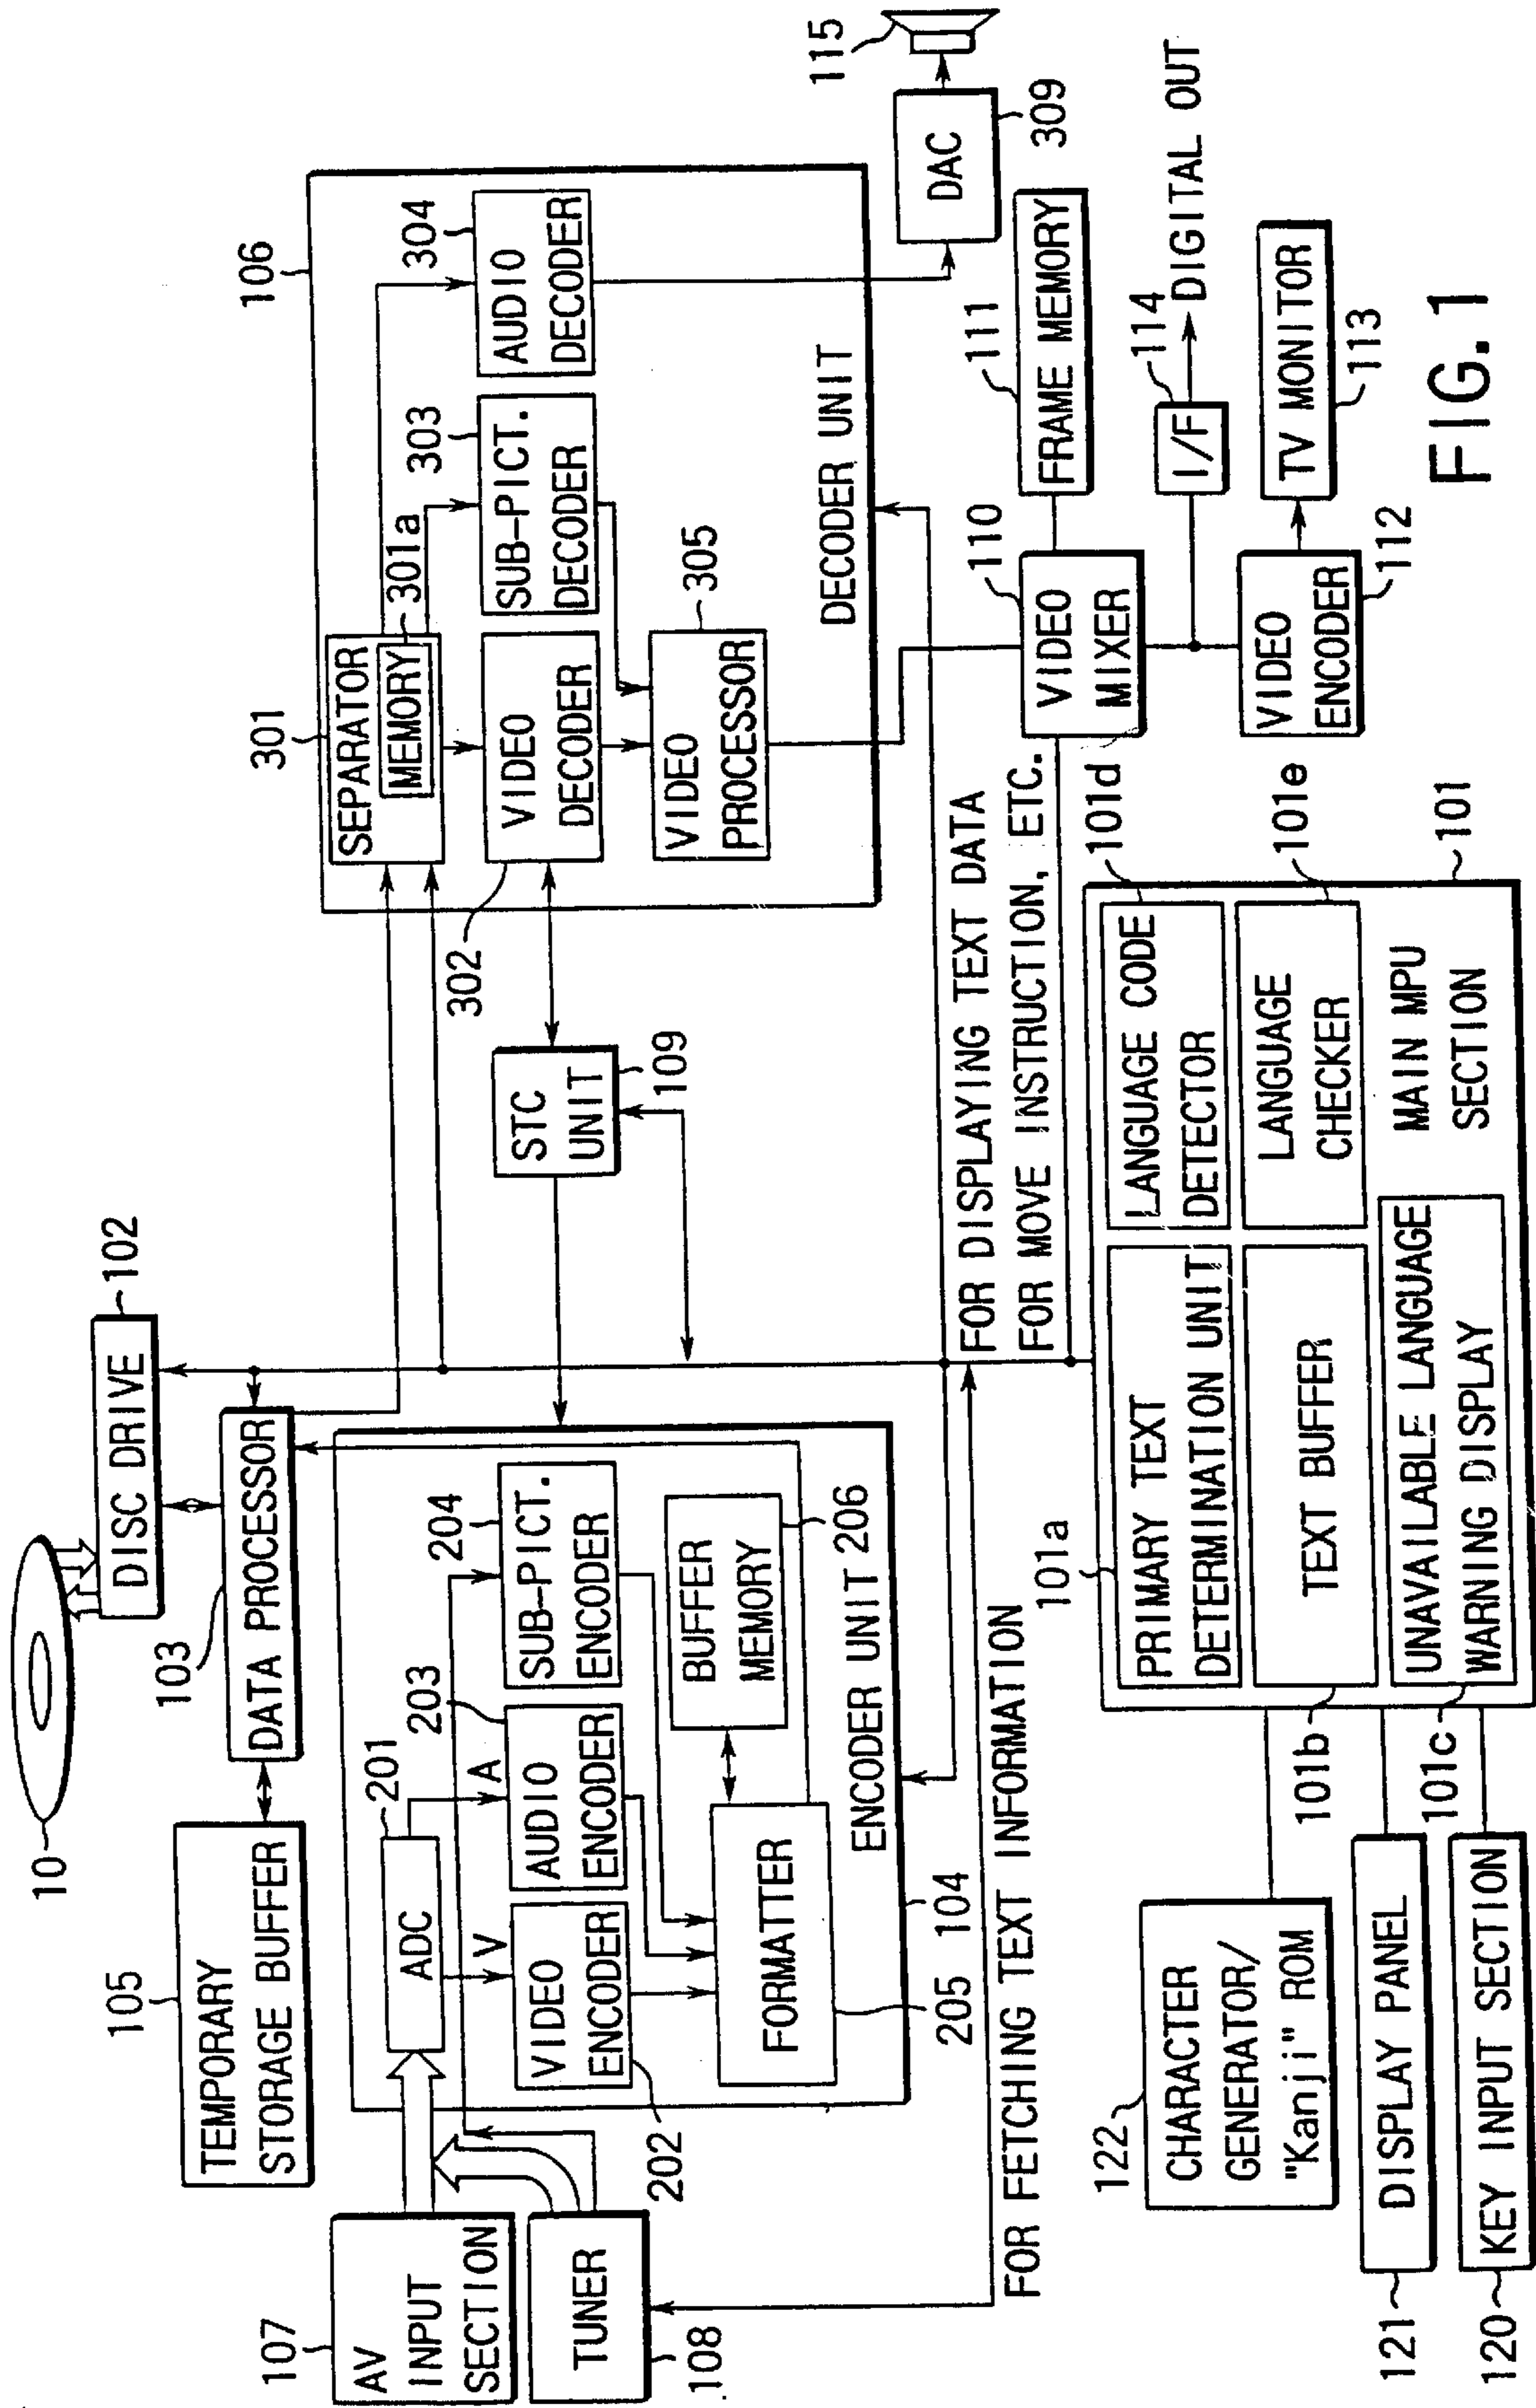 10
102
DISC DRIVE
103
DATA PROCESSOR
105
TEMPORARY
STORAGE BUFFER
107
AV
INPUT
SECTION
TUNER
108
201
ADC
V
A
203
204
VIDEO
ENCODER
202
AUDIO
ENCODER
SUB-PICT.
ENCODER
BUFFER
MEMORY
206
FORMATTER
205
ENCODER UNIT
104
STC
UNIT
109
106
301
SEPARATOR
MEMORY
301a
302
VIDEO
DECODER
303
SUB-PICT.
DECODER
304
AUDIO
DECODER
305
VIDEO
PROCESSOR
DECODER UNIT
DAC
309
115
FOR DISPLAYING TEXT DATA
FOR MOVE INSTRUCTION, ETC.
FOR FETCHING TEXT INFORMATION
110
VIDEO
MIXER
111
FRAME MEMORY
114
I/F
DIGITAL OUT
VIDEO
ENCODER
112
TV MONITOR
113
101a
PRIMARY TEXT
DETERMINATION UNIT
101d
LANGUAGE CODE
DETECTOR
101b
TEXT BUFFER
101e
LANGUAGE
CHECKER
101c
UNAVAILABLE LANGUAGE
WARNING DISPLAY
MAIN MPU
SECTION
101
122
CHARACTER
GENERATOR/
"Kanji" ROM
121
DISPLAY PANEL
120
KEY INPUT SECTION
FIG. 1